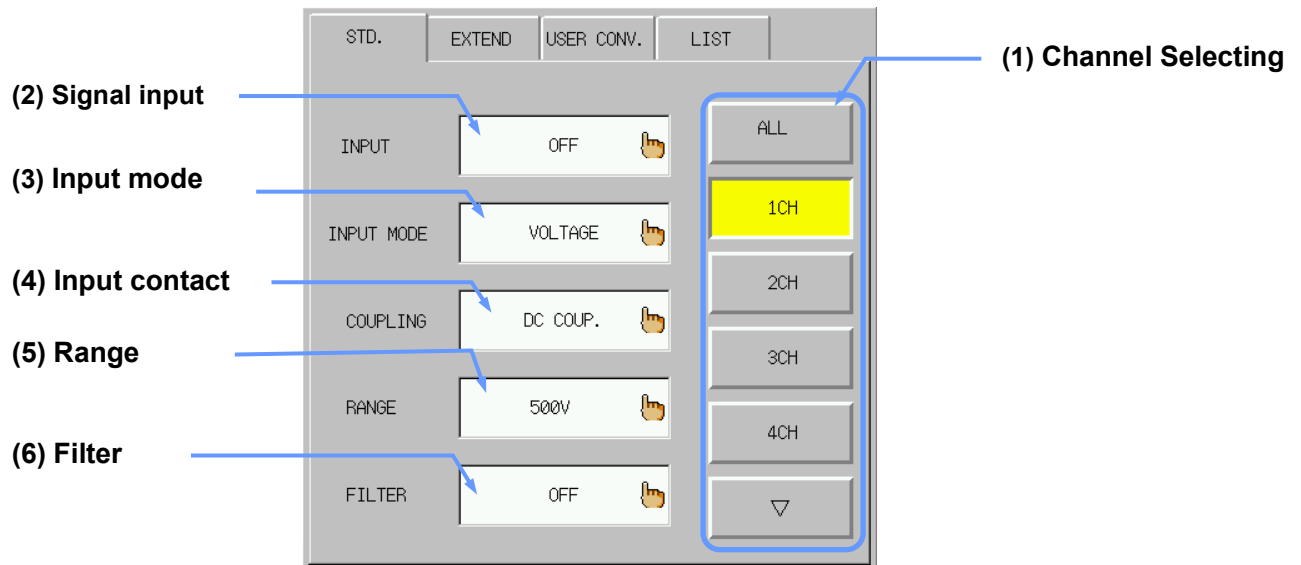 STD.
EXTEND
USER CONV.
LIST
(1) Channel Selecting
(2) Signal input
INPUT
OFF
ALL
(3) Input mode
INPUT MODE
VOLTAGE
1CH
(4) Input contact
COUPLING
DC COUP.
2CH
(5) Range
RANGE
500V
3CH
(6) Filter
FILTER
OFF
4CH